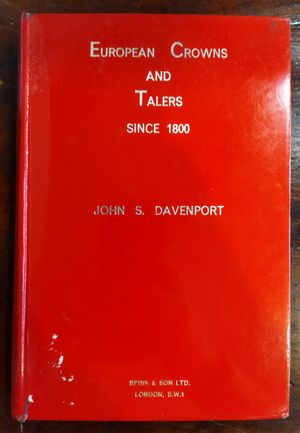 EUROPEAN CROWNS
AND
TALERS
SINCE 1800
JOHN S. DAVENPORT
SPINK & SON LTD.
LONDON, S.W.1